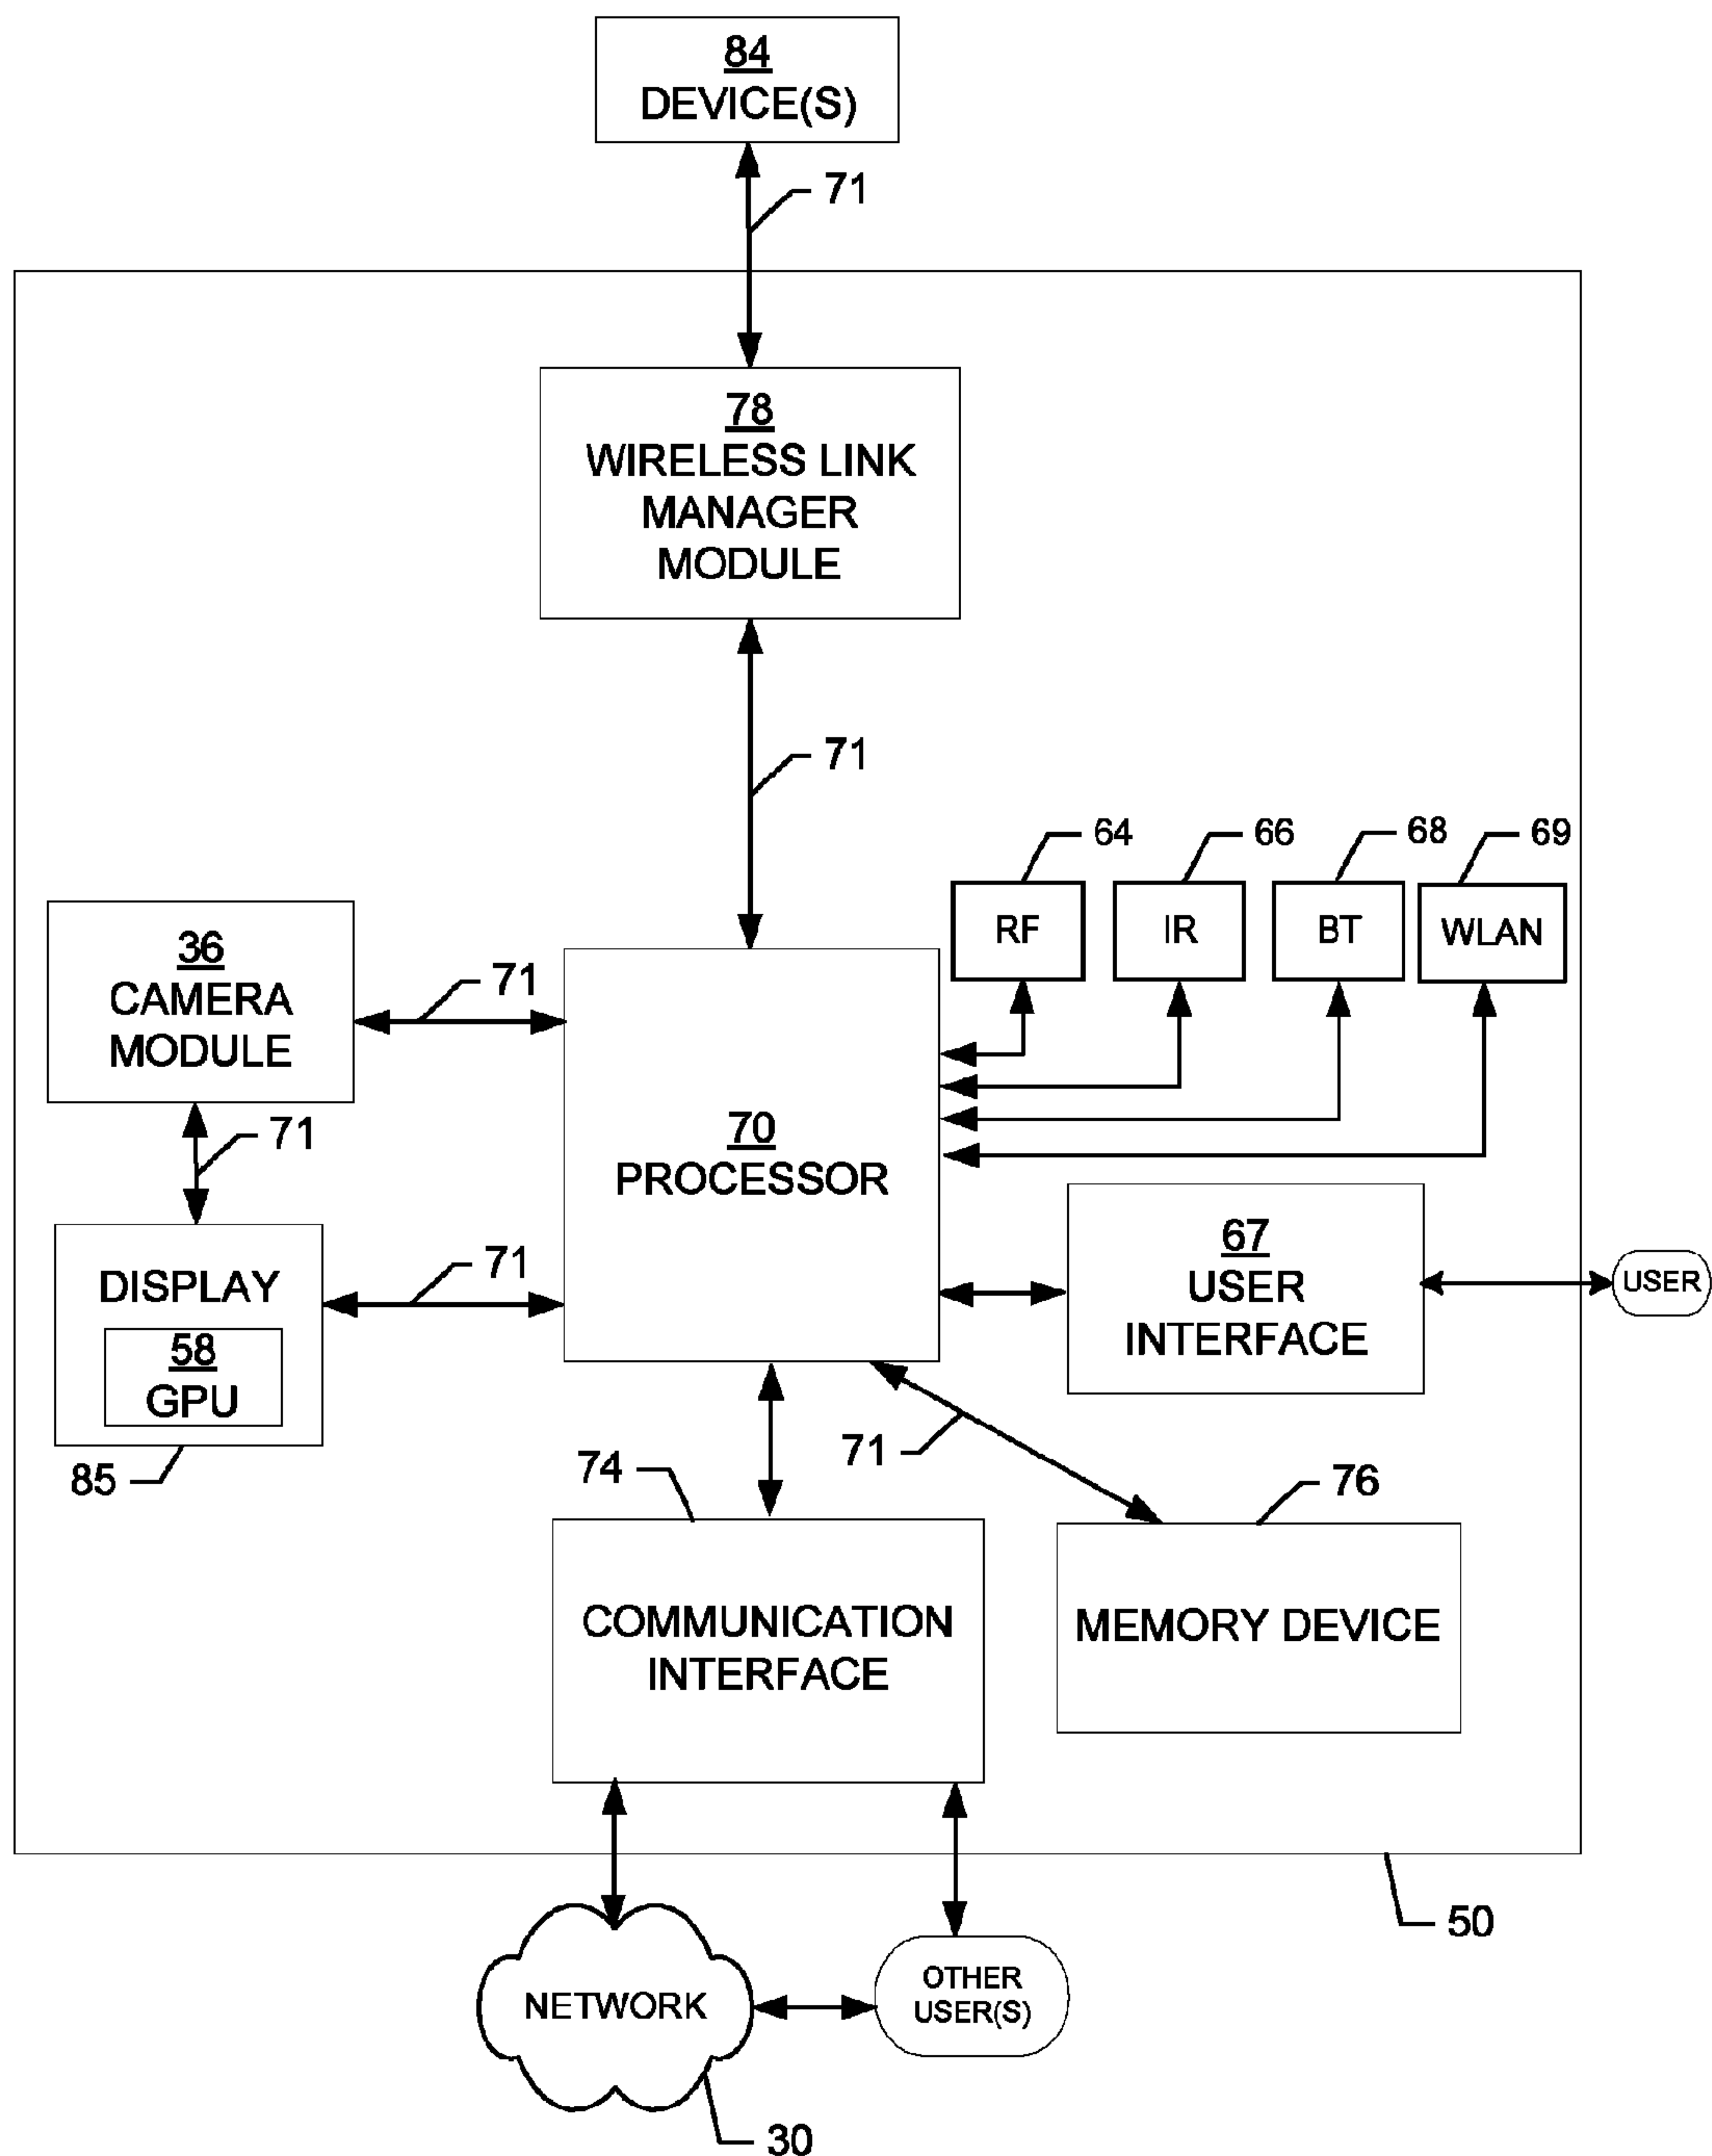 84
DEVICE(S)
71
78
WIRELESS LINK
MANAGER
MODULE
71
64
66
68
69
RF
IR
BT
WLAN
36
CAMERA
MODULE
71
71
70
PROCESSOR
67
USER
INTERFACE
USER
DISPLAY
58
GPU
85
71
71
74
COMMUNICATION
INTERFACE
76
MEMORY DEVICE
50
NETWORK
OTHER
USER(S)
30